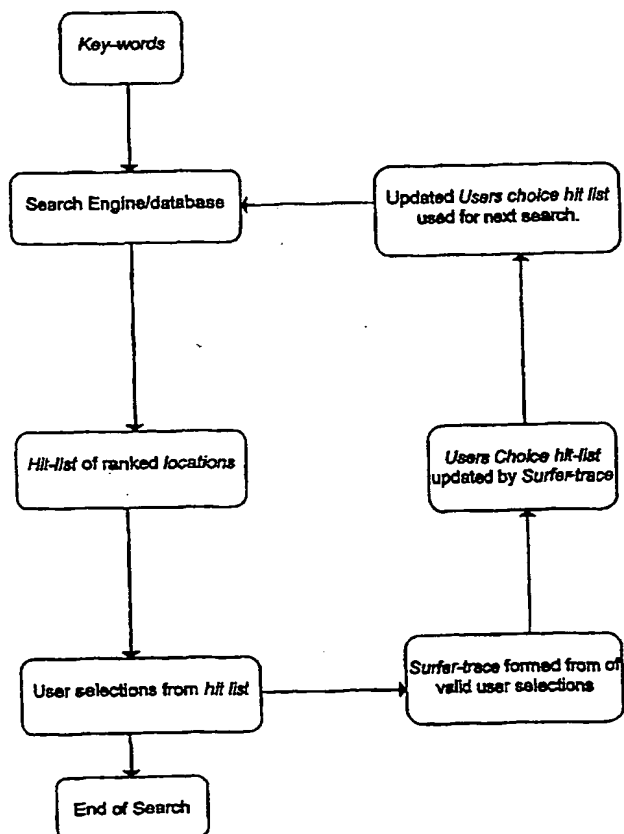 Key-words
Search Engine/database
Updated Users choice hit list
used for next search.
Hit-list of ranked locations
Users Choice hit-list
updated by Surfer-trace
User selections from hit list
Surfer-trace formed from of
valid user selections
End of Search